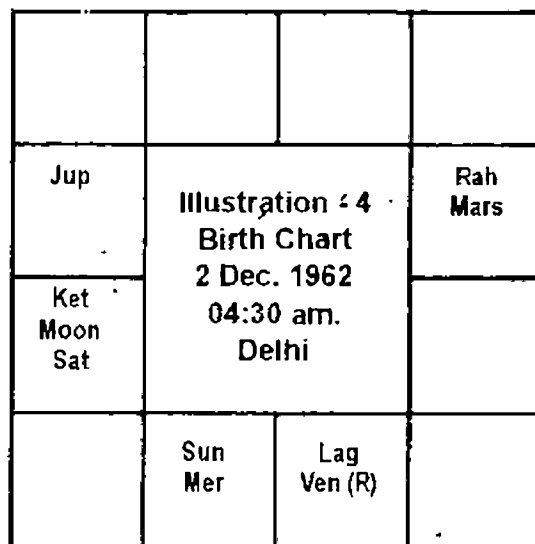 Jup
Illustration - 4
Birth Chart
2 Dec. 1962
04:30 am.
Delhi
Rah
Mars
Ket
Moon
Sat
Sun
Mer
Lag
Ven (R)